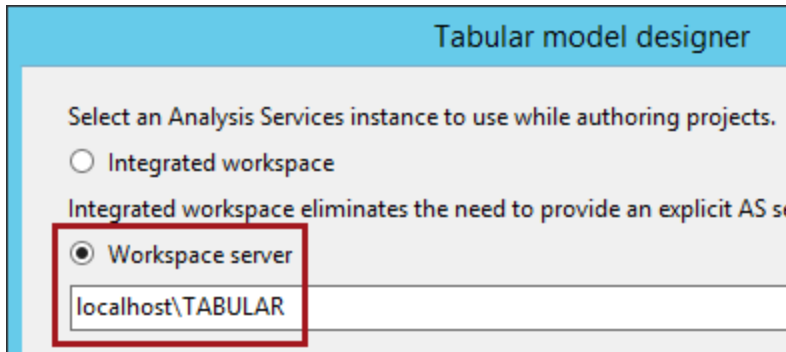 Tabular model designer
Select an Analysis Services instance to use while authoring projects.
Integrated workspace
Integrated workspace eliminates the need to provide an explicit AS
Workspace server
localhost\TABULAR